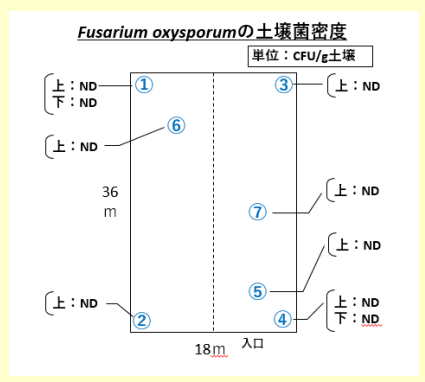 Fusarium oxysporumの土壌菌密度
単位：CFU/g土壌
上：ND
下：ND
①
③
上：ND
⑥
上：ND
36
m
上：ND
⑦
上：ND
⑤
上：ND
②
④
上：ND
下：ND
18m
入口